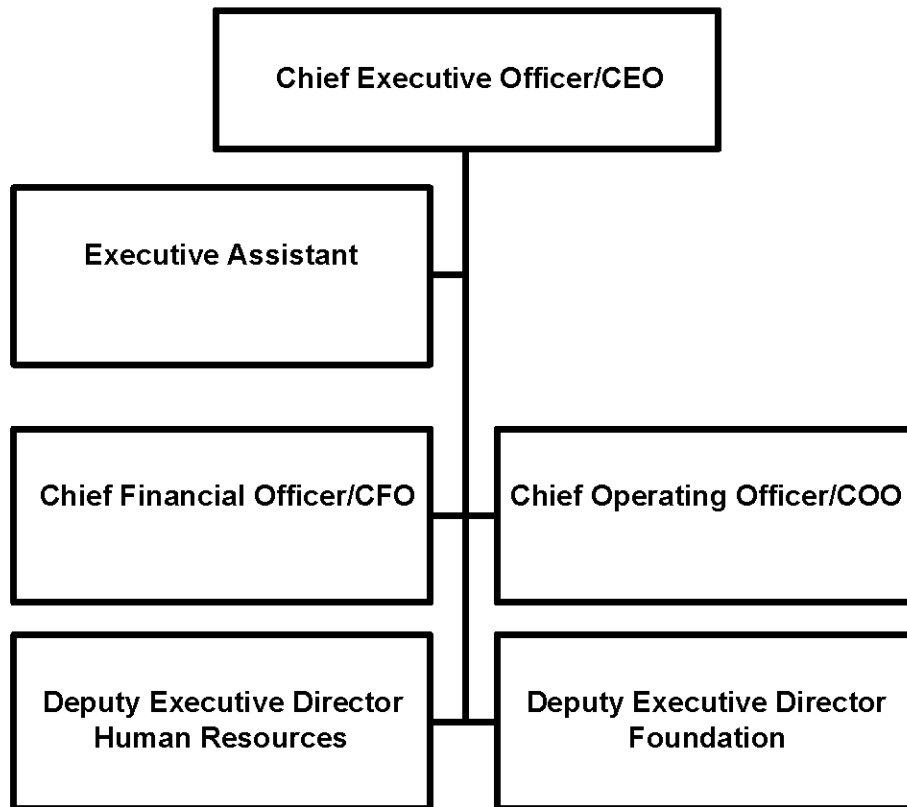 Chief Executive Officer/CEO
Executive Assistant
Chief Financial Officer/CFO
Chief Operating Officer/COO
Deputy Executive Director
Human Resources
Deputy Executive Director
Foundation